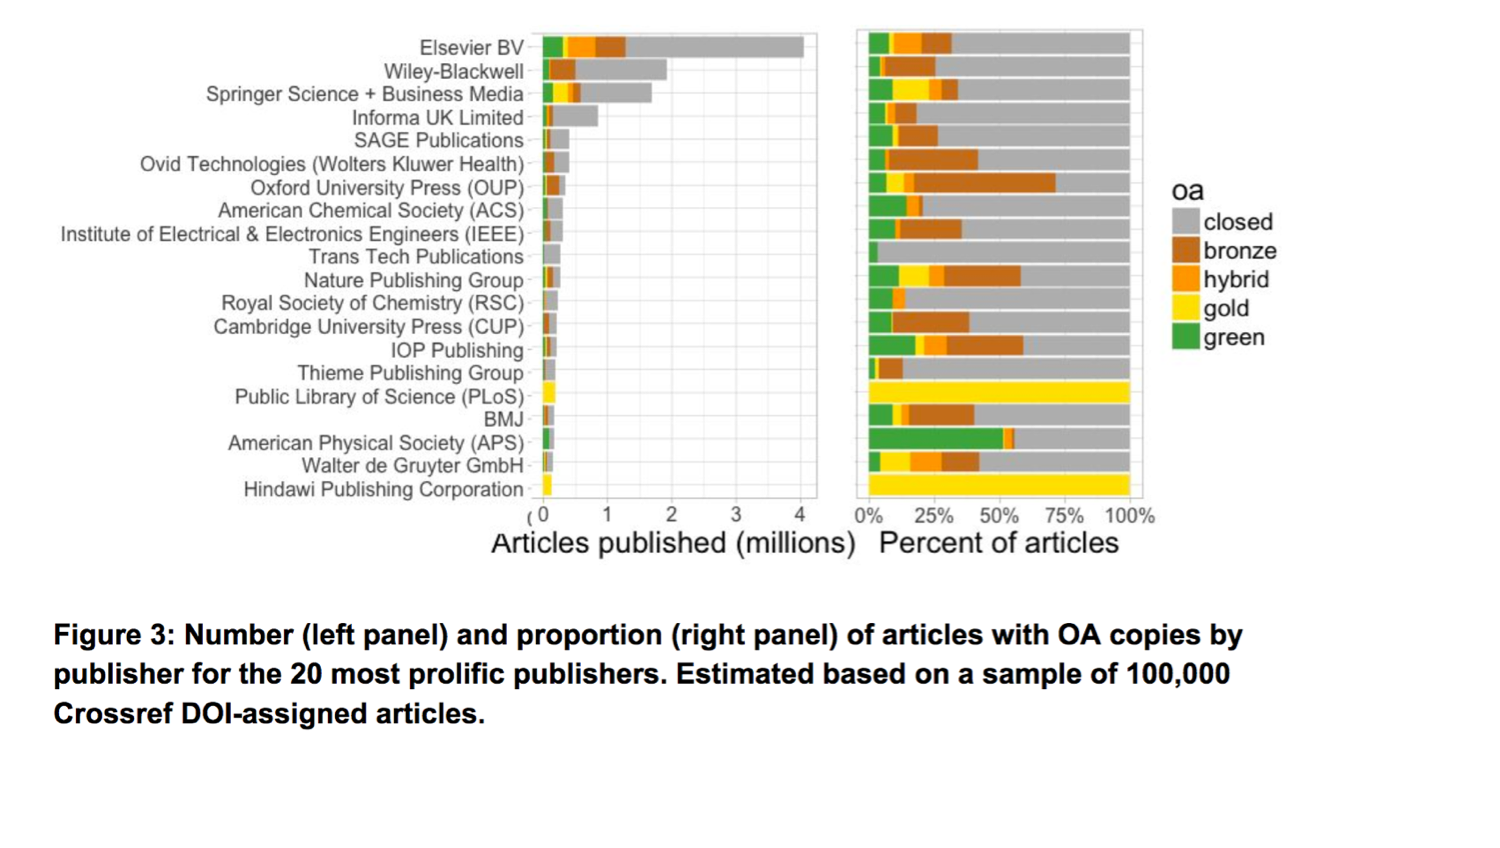 Elsevier BV
Wiley-Blackwell
Springer Science + Business Media
Informa UK Limited
SAGE Publications
Ovid Technologies (Wolters Kluwer Health)
Oxford University Press (OUP)
American Chemical Society (ACS)
Institute of Electrical & Electronics Engineers (IEEE)
Trans Tech Publications
Nature Publishing Group
Royal Society of Chemistry (RSC)
Cambridge University Press (CUP)
IOP Publishing
Thieme Publishing Group
Public Library of Science (PLoS)
BMJ
American Physical Society (APS)
Walter de Gruyter GmbH
Hindawi Publishing Corporation
( 0 1 2 3 4
Articles published (millions)
0% 25% 50% 75% 100%
Percent of articles
oa
closed
bronze
hybrid
gold
green
Figure 3: Number (left panel) and proportion (right panel) of articles with OA copies by
publisher for the 20 most prolific publishers. Estimated based on a sample of 100,000
Crossref DOI-assigned articles.